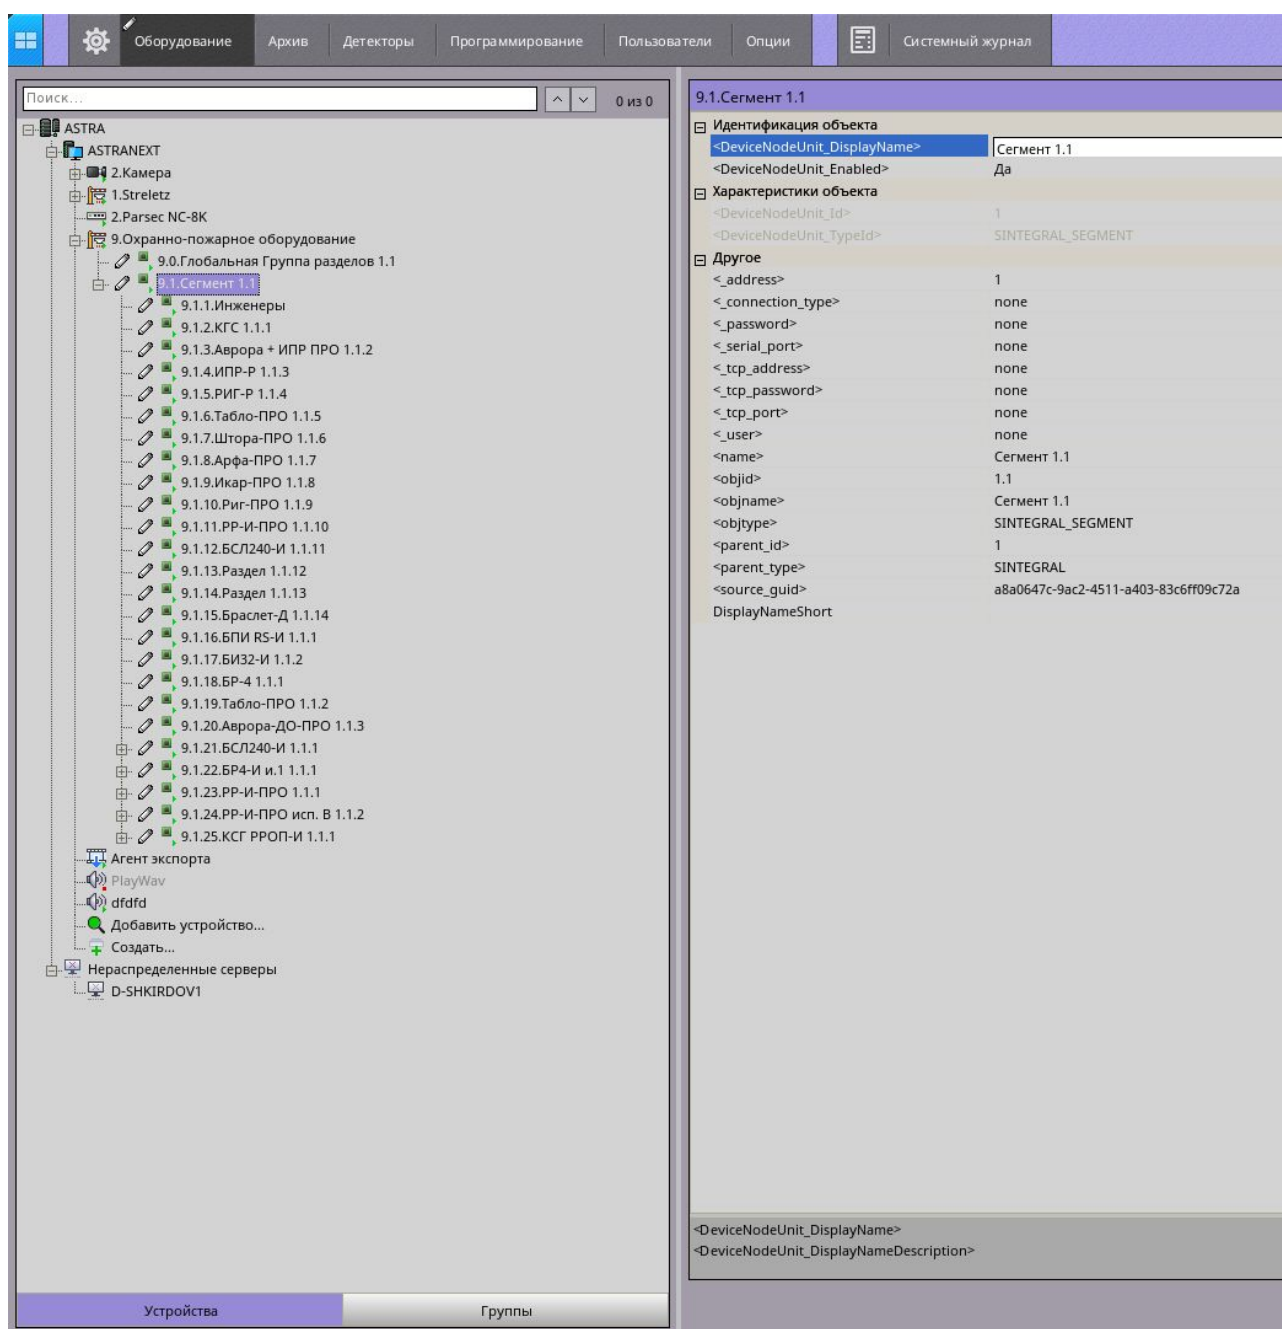 Оборудование Архив Детекторы Программирование Пользователи Опции Системный журнал
Поиск... 0 из 0
ASTRA
ASTRANEXT
2.Камера
1.Streletz
2.Parsec NC-8K
9.Охранно-пожарное оборудование
9.0.Глобальная Группа разделов 1.1
9.1.Сегмент 1.1
9.1.1.Инженеры
9.1.2.КГС 1.1.1
9.1.3.Аврора + ИПР ПРО 1.1.2
9.1.4.ИПР-Р 1.1.3
9.1.5.РИГ-Р 1.1.4
9.1.6.Табло-ПРО 1.1.5
9.1.7.Штора-ПРО 1.1.6
9.1.8.Арфа-ПРО 1.1.7
9.1.9.Икар-ПРО 1.1.8
9.1.10.Риг-ПРО 1.1.9
9.1.11.РР-И-ПРО 1.1.10
9.1.12.БСЛ240-И 1.1.11
9.1.13.Раздел 1.1.12
9.1.14.Раздел 1.1.13
9.1.15.Браслет-Д 1.1.14
9.1.16.БПИ RS-И 1.1.1
9.1.17.БИ32-И 1.1.2
9.1.18.БР-4 1.1.1
9.1.19.Табло-ПРО 1.1.2
9.1.20.Аврора-ДО-ПРО 1.1.3
9.1.21.БСЛ240-И 1.1.1
9.1.22.БР4-И и.1 1.1.1
9.1.23.РР-И-ПРО 1.1.1
9.1.24.РР-И-ПРО исп. В 1.1.2
9.1.25.КСГ РРОП-И 1.1.1
Агент экспорта
PlayWav
dfdfd
Добавить устройство...
Создать...
Нераспределенные серверы
D-SHKIRDOV1
Устройства Группы
9.1.Сегмент 1.1
Идентификация объекта
<DeviceNodeUnit_DisplayName> Сегмент 1.1
<DeviceNodeUnit_Enabled> Да
Характеристики объекта
<DeviceNodeUnit_Id> 1
<DeviceNodeUnit_TypeId> SINTEGRAL_SEGMENT
Другое
<_address> 1
<_connection_type> none
<_password> none
<_serial_port> none
<_tcp_address> none
<_tcp_password> none
<_tcp_port> none
<_user> none
<name> Сегмент 1.1
<objid> 1.1
<objname> Сегмент 1.1
<objtype> SINTEGRAL_SEGMENT
<parent_id> 1
<parent_type> SINTEGRAL
<source_guid> a8a0647c-9ac2-4511-a403-83c6ff09c72a
DisplayNameShort
<DeviceNodeUnit_DisplayName>
<DeviceNodeUnit_DisplayNameDescription>